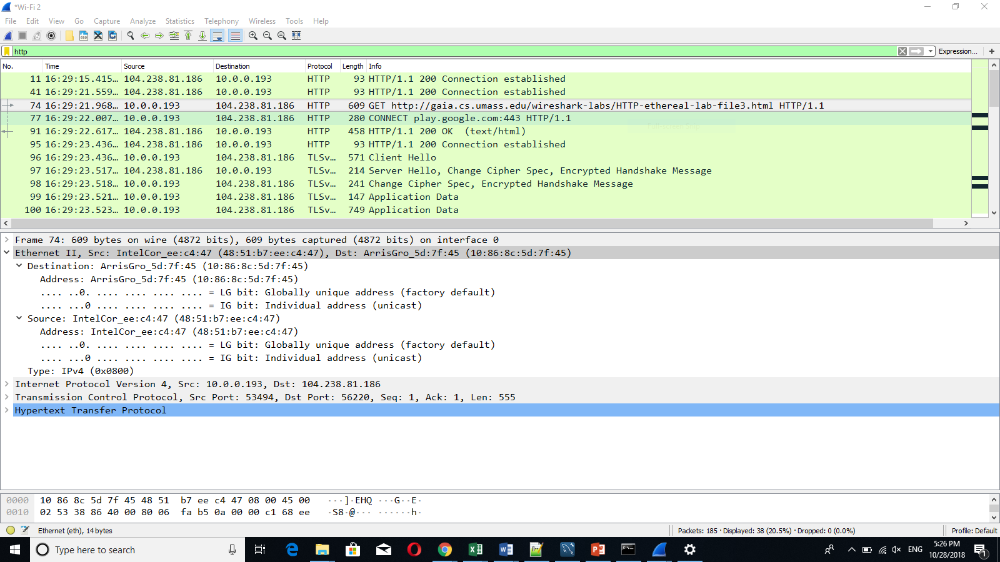 *Wi-Fi 2
File Edit View Go Capture Analyze Statistics Telephony Wireless Tools Help
http Expression... +
No. Time Source Destination Protocol Length Info
11 16:29:15.415… 104.238.81.186 10.0.0.193 HTTP 93 HTTP/1.1 200 Connection established
41 16:29:21.559… 104.238.81.186 10.0.0.193 HTTP 93 HTTP/1.1 200 Connection established
74 16:29:21.968… 10.0.0.193 104.238.81.186 HTTP 609 GET http://gaia.cs.umass.edu/wireshark-labs/HTTP-ethereal-lab-file3.html HTTP/1.1
77 16:29:22.007… 10.0.0.193 104.238.81.186 HTTP 280 CONNECT play.google.com:443 HTTP/1.1
91 16:29:22.617… 104.238.81.186 10.0.0.193 HTTP 458 HTTP/1.1 200 OK (text/html)
95 16:29:23.436… 104.238.81.186 10.0.0.193 HTTP 93 HTTP/1.1 200 Connection established
96 16:29:23.436… 10.0.0.193 104.238.81.186 TLSv… 571 Client Hello
97 16:29:23.517… 104.238.81.186 10.0.0.193 TLSv… 214 Server Hello, Change Cipher Spec, Encrypted Handshake Message
98 16:29:23.518… 10.0.0.193 104.238.81.186 TLSv… 241 Change Cipher Spec, Encrypted Handshake Message
99 16:29:23.521… 10.0.0.193 104.238.81.186 TLSv… 147 Application Data
100 16:29:23.523… 10.0.0.193 104.238.81.186 TLSv… 749 Application Data
Frame 74: 609 bytes on wire (4872 bits), 609 bytes captured (4872 bits) on interface 0
Ethernet II, Src: IntelCor_ee:c4:47 (48:51:b7:ee:c4:47), Dst: ArrisGro_5d:7f:45 (10:86:8c:5d:7f:45)
Destination: ArrisGro_5d:7f:45 (10:86:8c:5d:7f:45)
Address: ArrisGro_5d:7f:45 (10:86:8c:5d:7f:45)
.... ..0. .... .... .... .... = LG bit: Globally unique address (factory default)
.... ...0 .... .... .... .... = IG bit: Individual address (unicast)
Source: IntelCor_ee:c4:47 (48:51:b7:ee:c4:47)
Address: IntelCor_ee:c4:47 (48:51:b7:ee:c4:47)
.... ..0. .... .... .... .... = LG bit: Globally unique address (factory default)
.... ...0 .... .... .... .... = IG bit: Individual address (unicast)
Type: IPv4 (0x0800)
Internet Protocol Version 4, Src: 10.0.0.193, Dst: 104.238.81.186
Transmission Control Protocol, Src Port: 53494, Dst Port: 56220, Seq: 1, Ack: 1, Len: 555
Hypertext Transfer Protocol
0000 10 86 8c 5d 7f 45 48 51 b7 ee c4 47 08 00 45 00 ···]·EHQ ···G··E·
0010 02 53 38 86 40 00 80 06 fa b5 0a 00 00 c1 68 ee ·S8·@··· ······h·
Ethernet (eth), 14 bytes Packets: 185 · Displayed: 38 (20.5%) · Dropped: 0 (0.0%) Profile: Default
Type here to search ENG 5:26 PM
10/28/2018 1